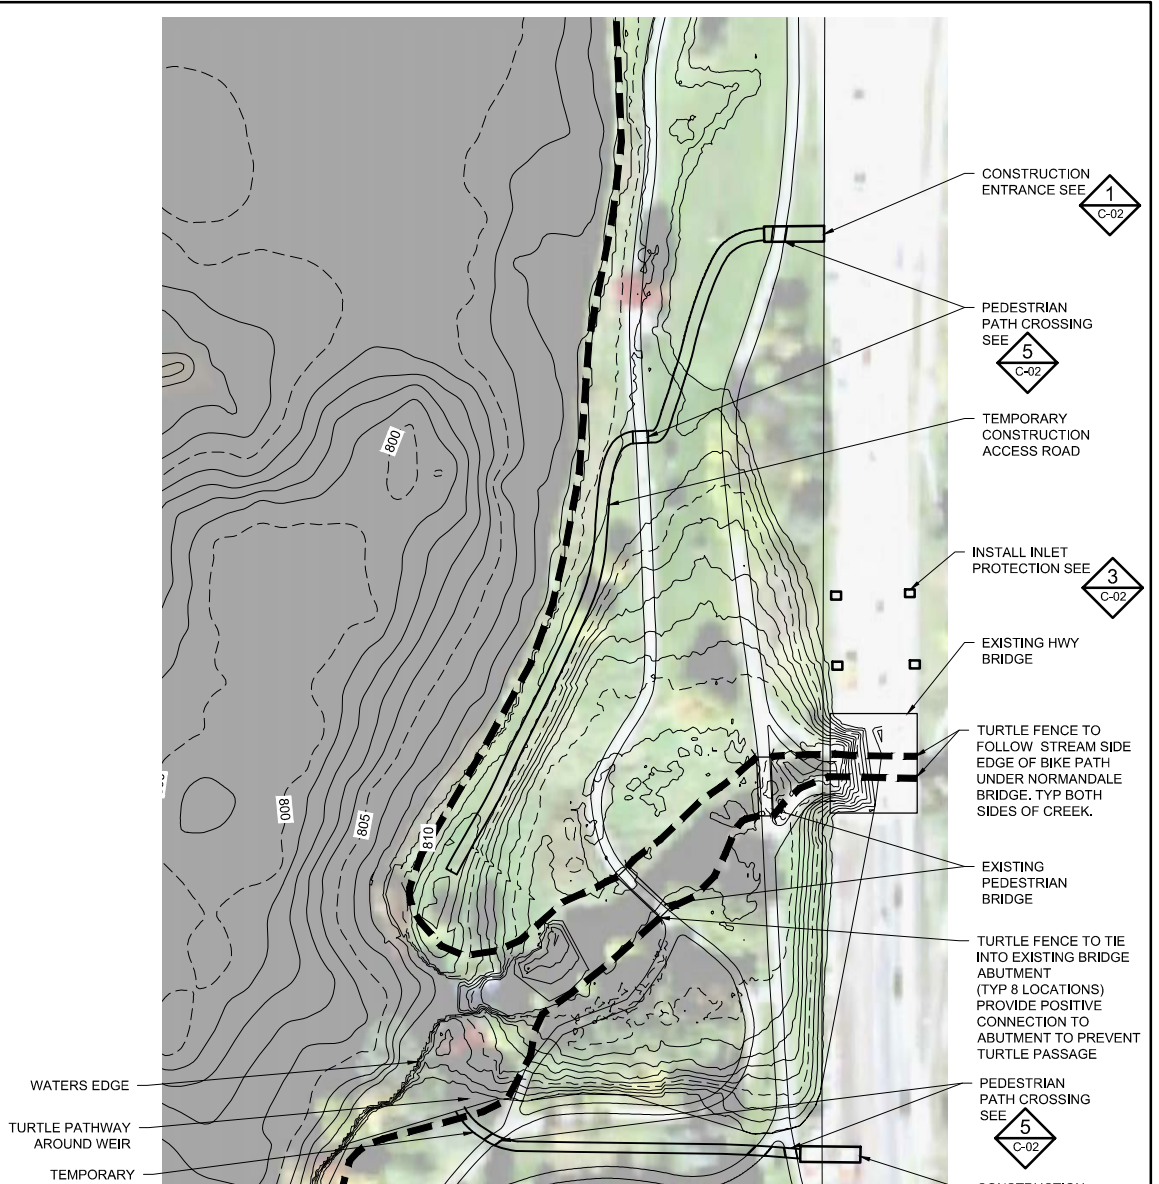 CONSTRUCTION
ENTRANCE SEE
1
C-02
PEDESTRIAN
PATH CROSSING
SEE
5
C-02
TEMPORARY
CONSTRUCTION
ACCESS ROAD
INSTALL INLET
PROTECTION SEE
3
C-02
EXISTING HWY
BRIDGE
TURTLE FENCE TO
FOLLOW STREAM SIDE
EDGE OF BIKE PATH
UNDER NORMANDALE
BRIDGE. TYP BOTH
SIDES OF CREEK.
EXISTING
PEDESTRIAN
BRIDGE
TURTLE FENCE TO TIE
INTO EXISTING BRIDGE
ABUTMENT
(TYP 8 LOCATIONS)
PROVIDE POSITIVE
CONNECTION TO
ABUTMENT TO PREVENT
TURTLE PASSAGE
PEDESTRIAN
PATH CROSSING
SEE
5
C-02
800
800
805
810
WATERS EDGE
TURTLE PATHWAY
AROUND WEIR
TEMPORARY
CONSTRUCTION